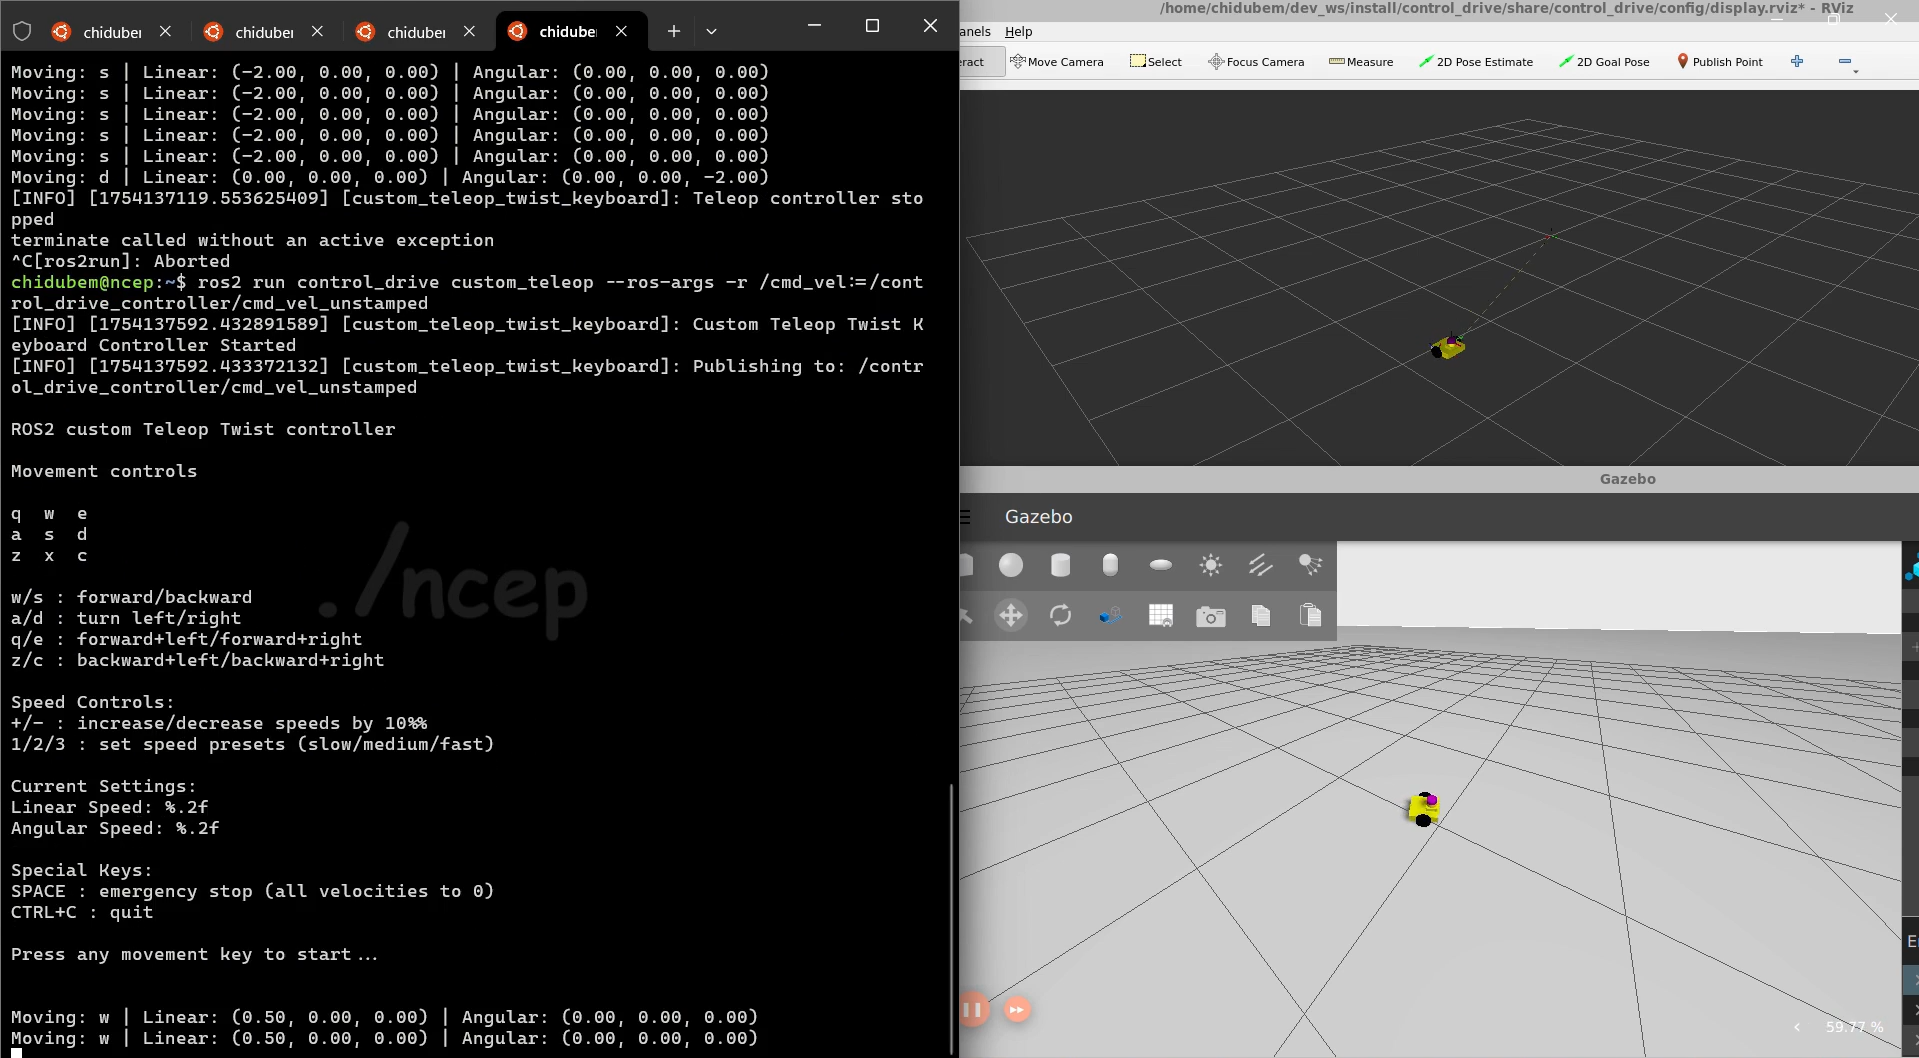 chidubei
chidubei
chidubei
chidube
Moving: s | Linear: (-2.00, 0.00, 0.00) | Angular: (0.00, 0.00, 0.00)
Moving: s | Linear: (-2.00, 0.00, 0.00) | Angular: (0.00, 0.00, 0.00)
Moving: s | Linear: (-2.00, 0.00, 0.00) | Angular: (0.00, 0.00, 0.00)
Moving: s | Linear: (-2.00, 0.00, 0.00) | Angular: (0.00, 0.00, 0.00)
Moving: s | Linear: (-2.00, 0.00, 0.00) | Angular: (0.00, 0.00, 0.00)
Moving: d | Linear: (0.00, 0.00, 0.00) | Angular: (0.00, 0.00, -2.00)
[INFO] [1754137119.553625409] [custom_teleop_twist_keyboard]: Teleop controller sto
pped
terminate called without an active exception
^C[ros2run]: Aborted
chidubem@ncep:~$ ros2 run control_drive custom_teleop --ros-args -r /cmd_vel:=/cont
rol_drive_controller/cmd_vel_unstamped
[INFO] [1754137592.432891589] [custom_teleop_twist_keyboard]: Custom Teleop Twist K
eyboard Controller Started
[INFO] [1754137592.433372132] [custom_teleop_twist_keyboard]: Publishing to: /contr
ol_drive_controller/cmd_vel_unstamped
ROS2 custom Teleop Twist controller
Movement controls
q w e
a s d
z x c
w/s : forward/backward
a/d : turn left/right
q/e : forward+left/forward+right
z/c : backward+left/backward+right
Speed Controls:
+/- : increase/decrease speeds by 10%%
1/2/3 : set speed presets (slow/medium/fast)
Current Settings:
Linear Speed: %.2f
Angular Speed: %.2f
Special Keys:
SPACE : emergency stop (all velocities to 0)
CTRL+C : quit
Press any movement key to start...
Moving: w | Linear: (0.50, 0.00, 0.00) | Angular: (0.00, 0.00, 0.00)
Moving: w | Linear: (0.50, 0.00, 0.00) | Angular: (0.00, 0.00, 0.00)
./ncep
/home/chidubem/dev_ws/install/control_drive/share/control_drive/config/display.rviz* - RViz
anels Help
eract Move Camera Select Focus Camera Measure 2D Pose Estimate 2D Goal Pose Publish Point
Gazebo
Gazebo
E
59.77 %